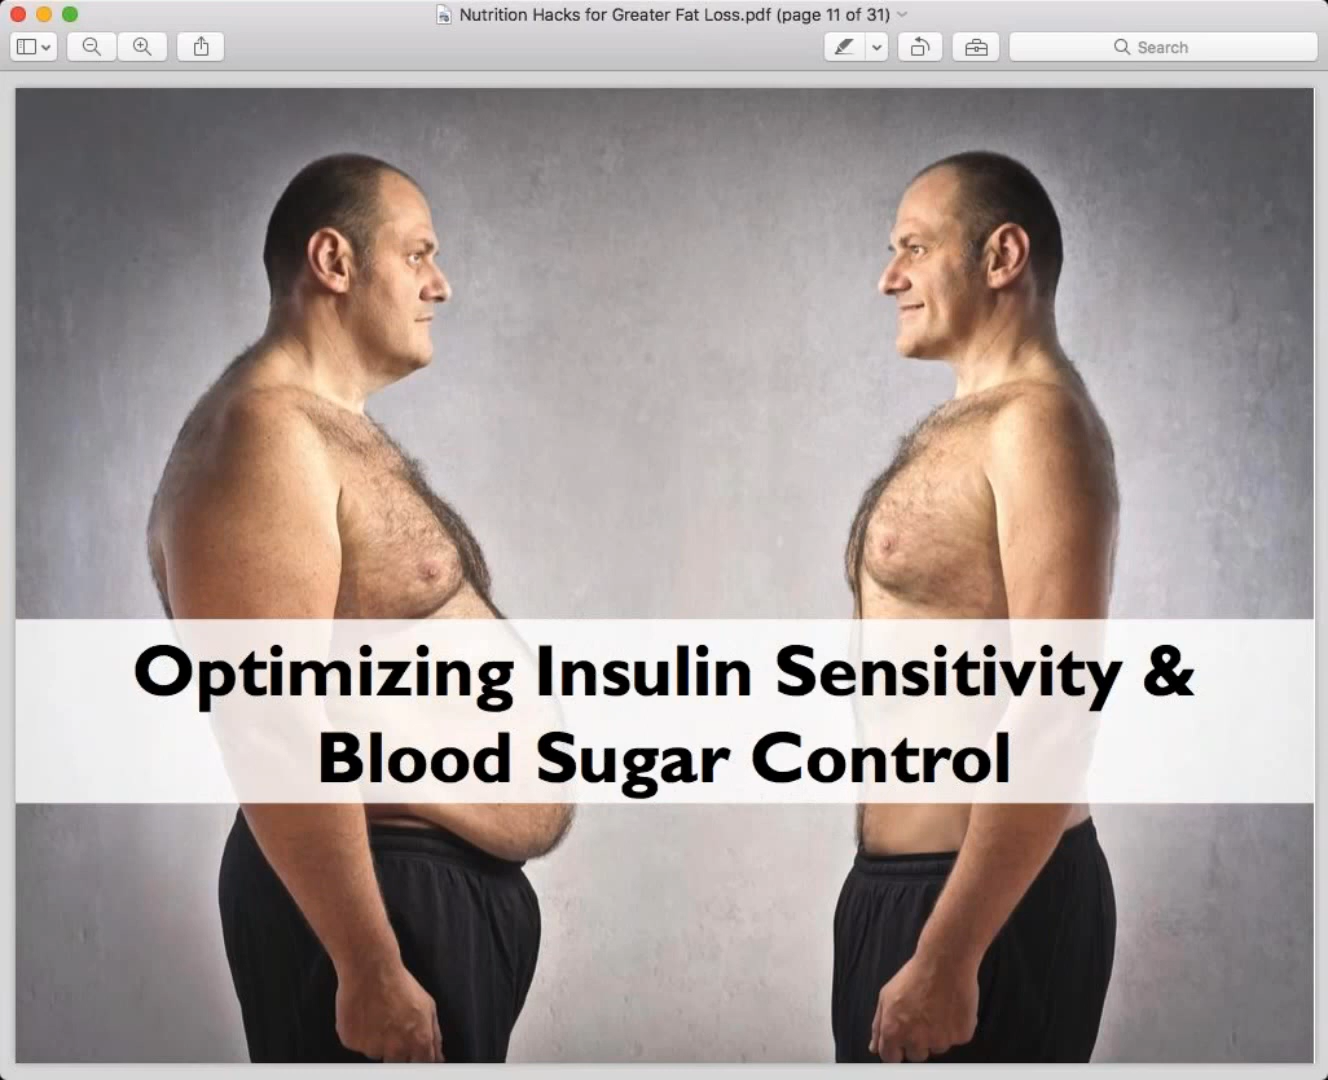 Nutrition Hacks for Greater Fat Loss.pdf (page 11 of 31)
Search
Optimizing Insulin Sensitivity &
Blood Sugar Control